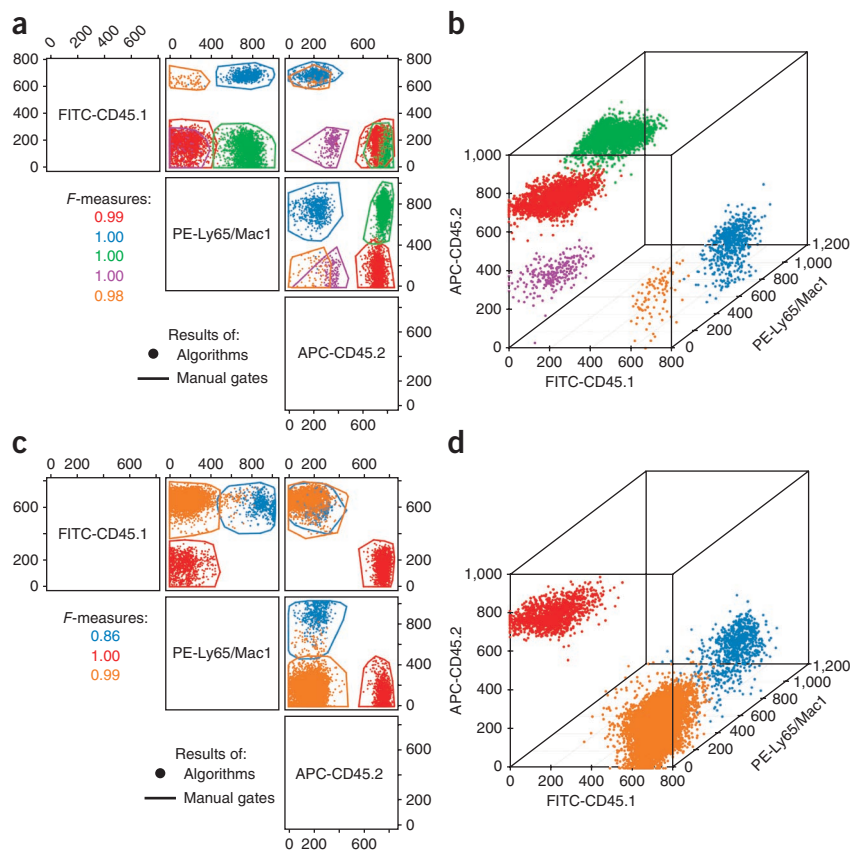 a
0 200 400 600
0 400 800
0 200 600
800
600
400
200
0
FITC-CD45.1
800
600
400
200
0
F-measures:
0.99
1.00
1.00
1.00
0.98
PE-Ly65/Mac1
800
400
0
Results of:
Algorithms
Manual gates
APC-CD45.2
600
400
200
0
0 200 600
b
1,000
800
600
400
200
0
APC-CD45.2
0 200 400 600 800
FITC-CD45.1
0
200
400
600
800
1,000
1,200
PE-Ly65/Mac1
c
0 200 600
0 400 800
0 200 600
600
400
200
0
FITC-CD45.1
600
400
200
0
F-measures:
0.86
1.00
0.99
PE-Ly65/Mac1
800
400
0
Results of:
Algorithms
Manual gates
APC-CD45.2
600
400
200
0
0 200 600
d
1,000
800
600
400
200
0
APC-CD45.2
0 200 400 600 800
FITC-CD45.1
0
200
400
600
800
1,000
1,200
PE-Ly65/Mac1